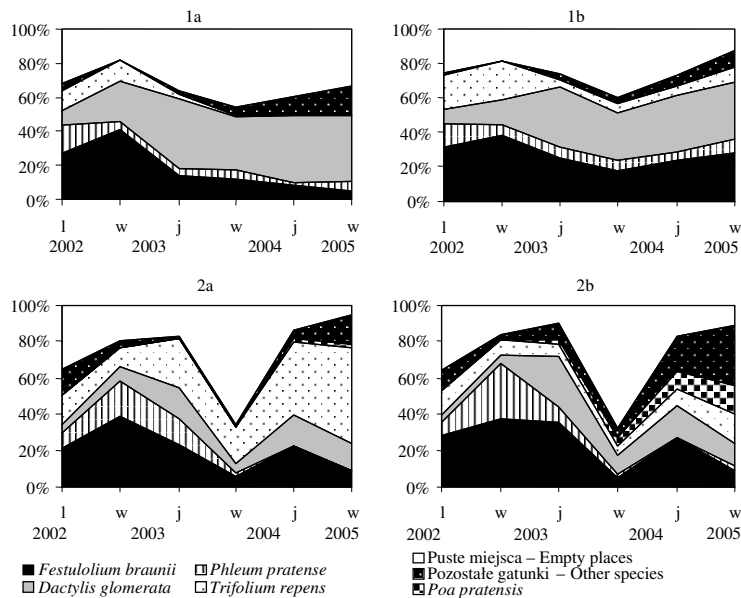 1a
100%
80%
60%
40%
20%
0%
l w j w j w
2002 2003 2004 2005
1b
100%
80%
60%
40%
20%
0%
l w j w j w
2002 2003 2004 2005
2a
100%
80%
60%
40%
20%
0%
l w j w j w
2002 2003 2004 2005
2b
100%
80%
60%
40%
20%
0%
l w j w j w
2002 2003 2004 2005
Festulolium braunii Phleum pratense
Dactylis glomerata Trifolium repens
Puste miejsca – Empty places
Pozostałe gatunki – Other species
Poa pratensis